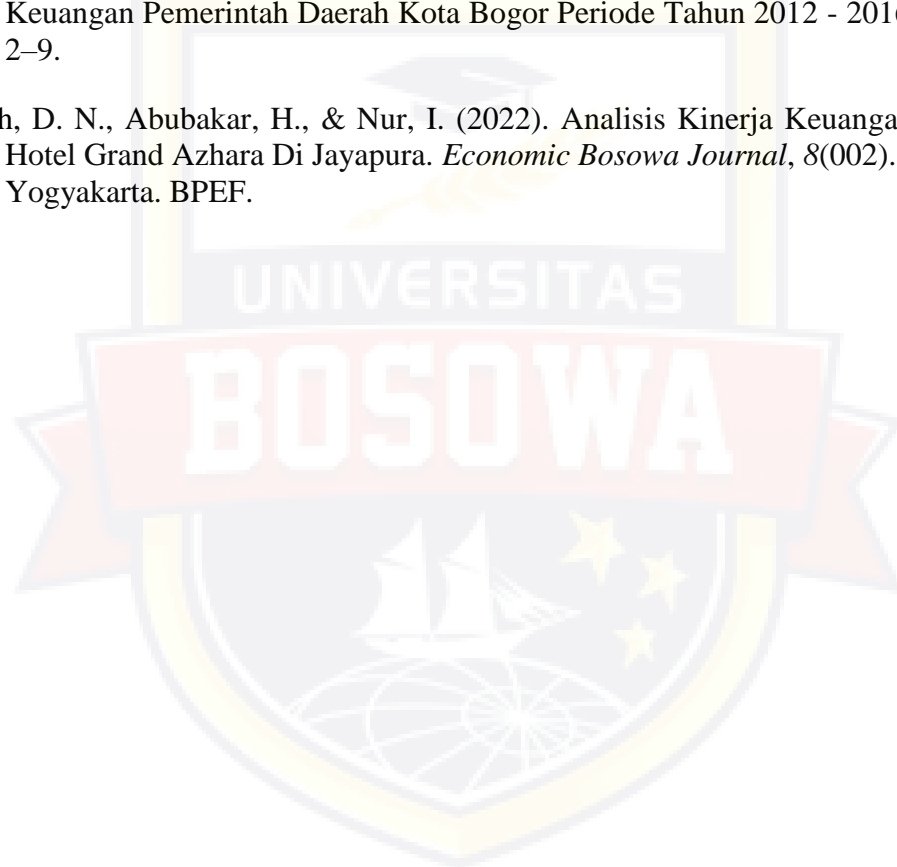 Keuangan Pemerintah Daerah Kota Bogor Periode Tahun 2012 - 2016
2–9.
h, D. N., Abubakar, H., & Nur, I. (2022). Analisis Kinerja Keuanga
Hotel Grand Azhara Di Jayapura. Economic Bosowa Journal, 8(002).
Yogyakarta. BPEF.
UNIVERSITAS
BOSOWA